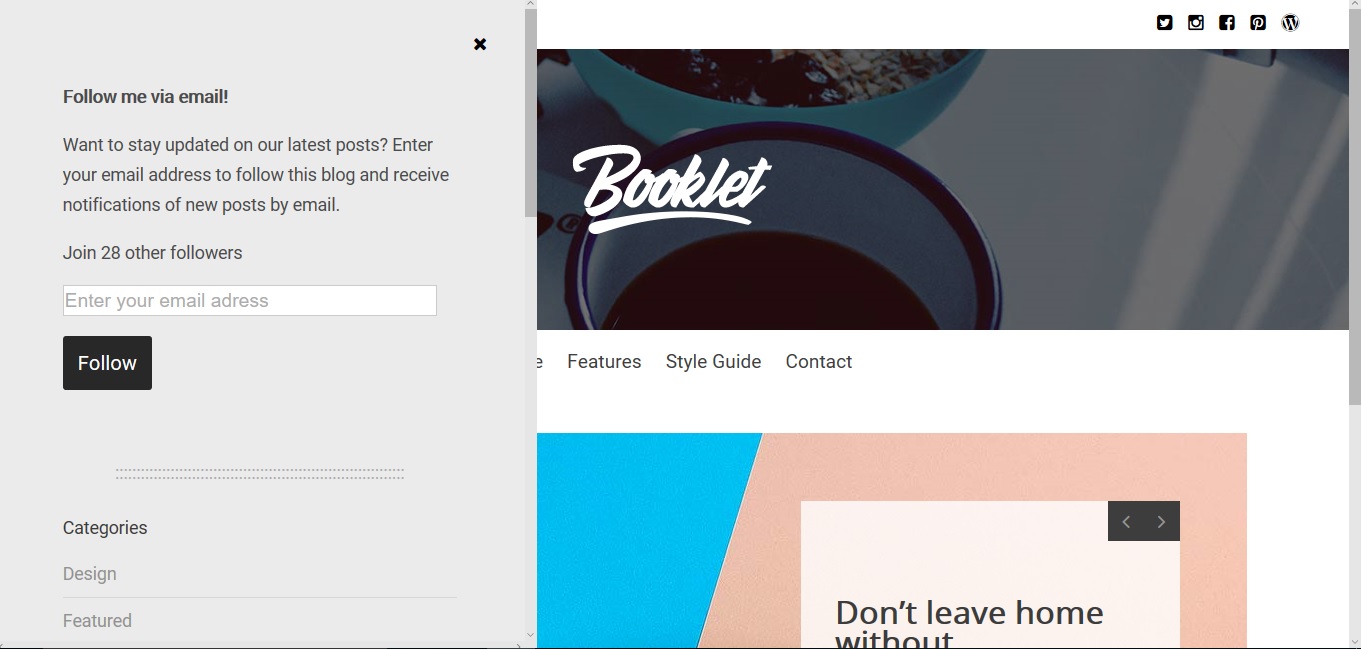 Follow me via email!
Want to stay updated on our latest posts? Enter
your email address to follow this blog and receive
notifications of new posts by email.
Join 28 other followers
Enter your email adress
Follow
Categories
Design
Featured
Booklet
e Features Style Guide Contact
Don’t leave home
without